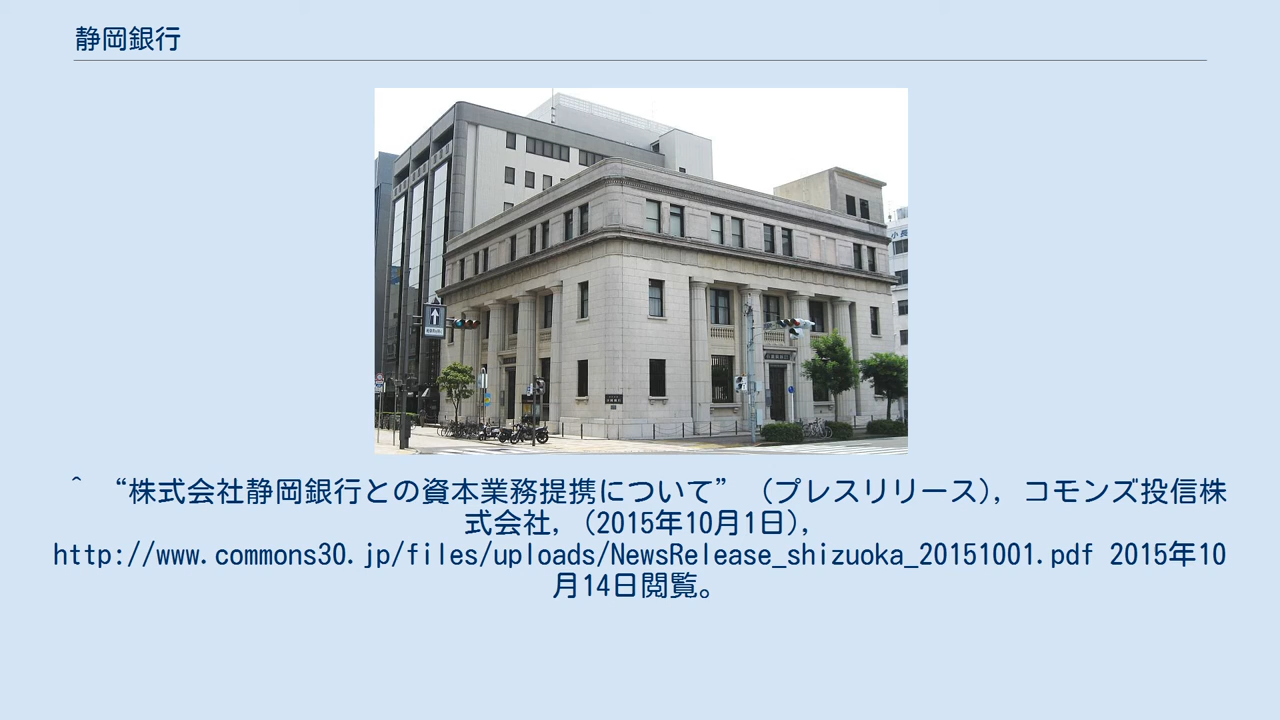 静岡銀行
小長
^ “株式会社静岡銀行との資本業務提携について” (プレスリリース), コモンズ投信株
式会社, (2015年10月1日),
http://www.commons30.jp/files/uploads/NewsRelease_shizuoka_20151001.pdf 2015年10
月14日閲覧。